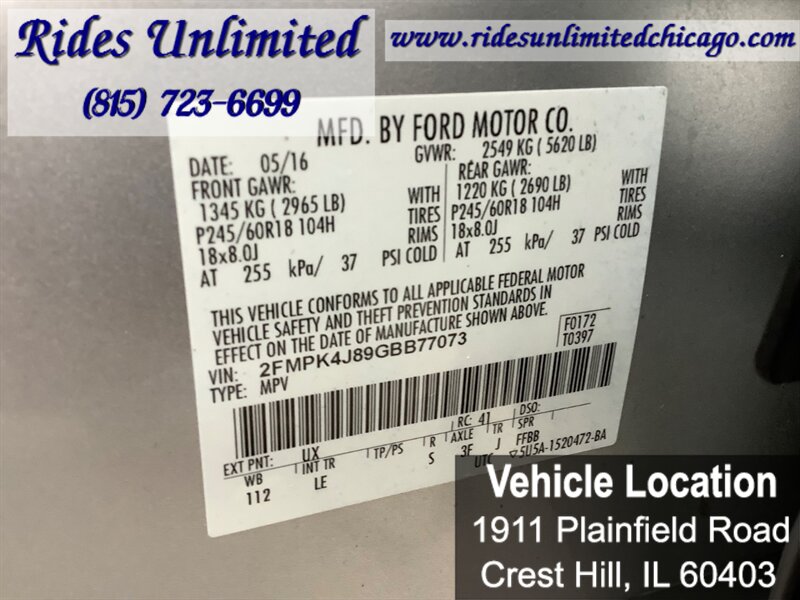 Rides Unlimited
(815) 723-6699
www.ridesunlimitedchicago.com
MFD. BY FORD MOTOR CO.
DATE: 05/16 GVWR: 2549 KG ( 5620 LB)
FRONT GAWR: REAR GAWR:
1345 KG ( 2965 LB) WITH 1220 KG ( 2690 LB) WITH
P245/60R18 104H TIRES P245/60R18 104H TIRES
18x8.0J RIMS 18x8.0J RIMS
AT 255 kPa/ 37 PSI COLD AT 255 kPa/ 37 PSI COLD
THIS VEHICLE CONFORMS TO ALL APPLICABLE FEDERAL MOTOR
VEHICLE SAFETY AND THEFT PREVENTION STANDARDS IN
EFFECT ON THE DATE OF MANUFACTURE SHOWN ABOVE.
VIN: 2FMPK4J89GBB77073 F0172
TYPE: MPV T0397
RC: 41 DSO:
EXT PNT: UX
WB INT TR TP/PS R AXLE TR SPR
112 LE S 3F J FFBB
UTC ▽5U5A-1520472-BA
Vehicle Location
1911 Plainfield Road
Crest Hill, IL 60403